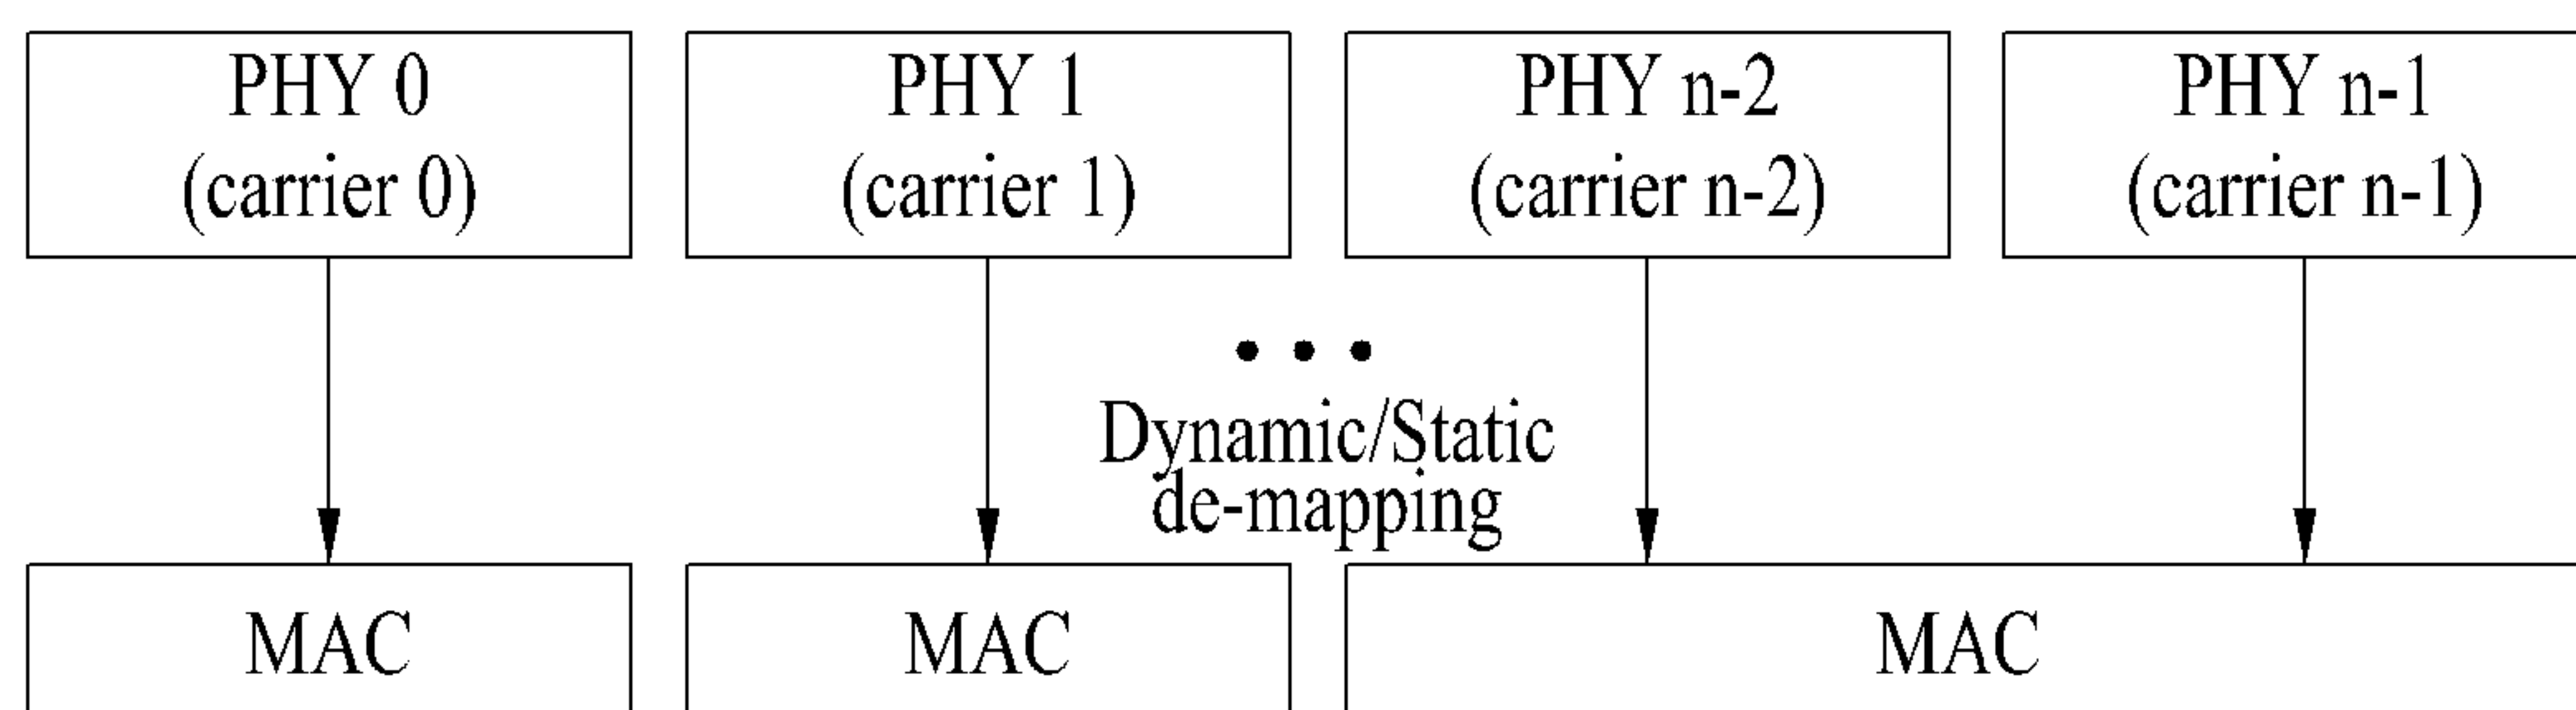 PHY 0
(carrier 0)
PHY 1
(carrier 1)
PHY n-2
(carrier n-2)
PHY n-1
(carrier n-1)
• • •
Dynamic/Static
de-mapping
MAC
MAC
MAC